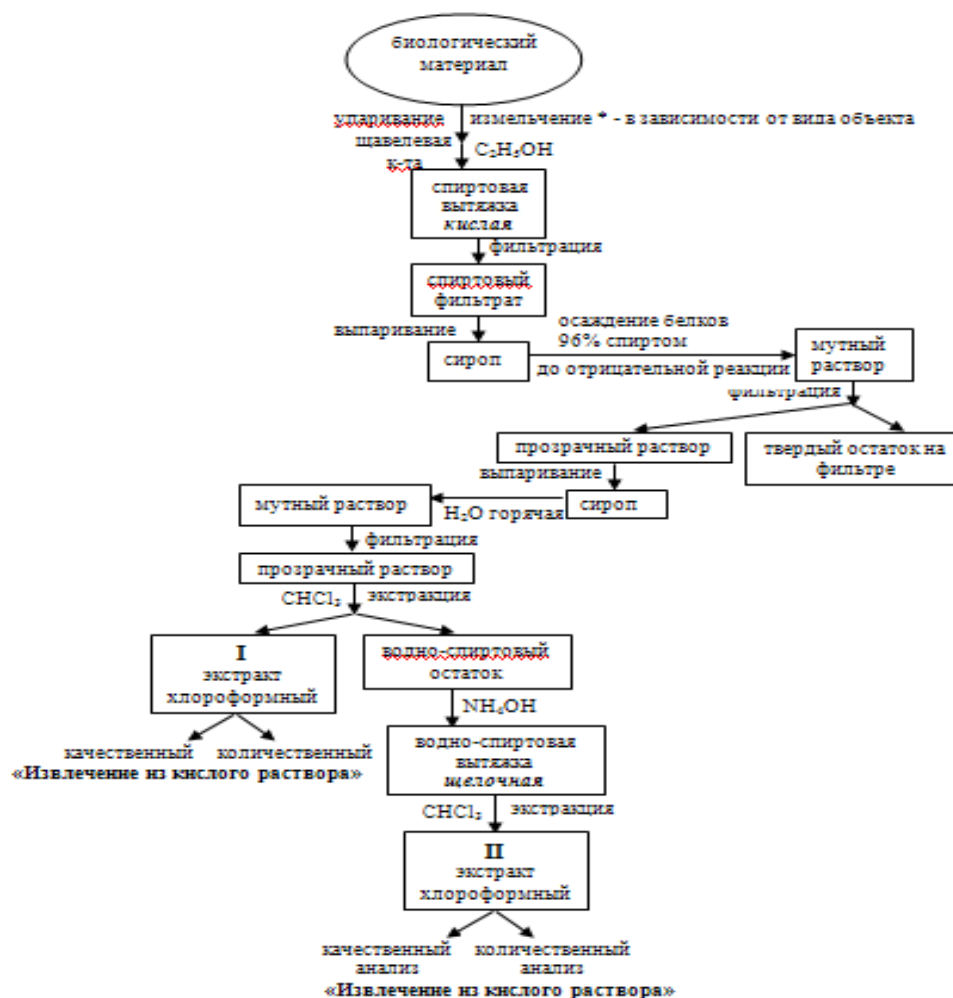 биологический
материал
упаривание измельчение * - в зависимости от вида объекта
щавелевая
к-та
C₂H₅OH
спиртовая
вытяжка
кислая
фильтрация
спиртовый
фильтрат
выпаривание
сироп
осаждение белков
96% спиртом
до отрицательной реакции
мутный
раствор
фильтрация
прозрачный раствор
твердый остаток на
фильтре
выпаривание
сироп
H₂O горячая
мутный раствор
фильтрация
прозрачный раствор
CHCl₃ экстракция
I
экстракт
хлороформный
водно-спиртовый
остаток
NH₄OH
качественный количественный
«Извлечение из кислого раствора»
водно-спиртовая
вытяжка
щелочная
CHCl₃ экстракция
II
экстракт
хлороформный
качественный
анализ
количественный
анализ
«Извлечение из кислого раствора»